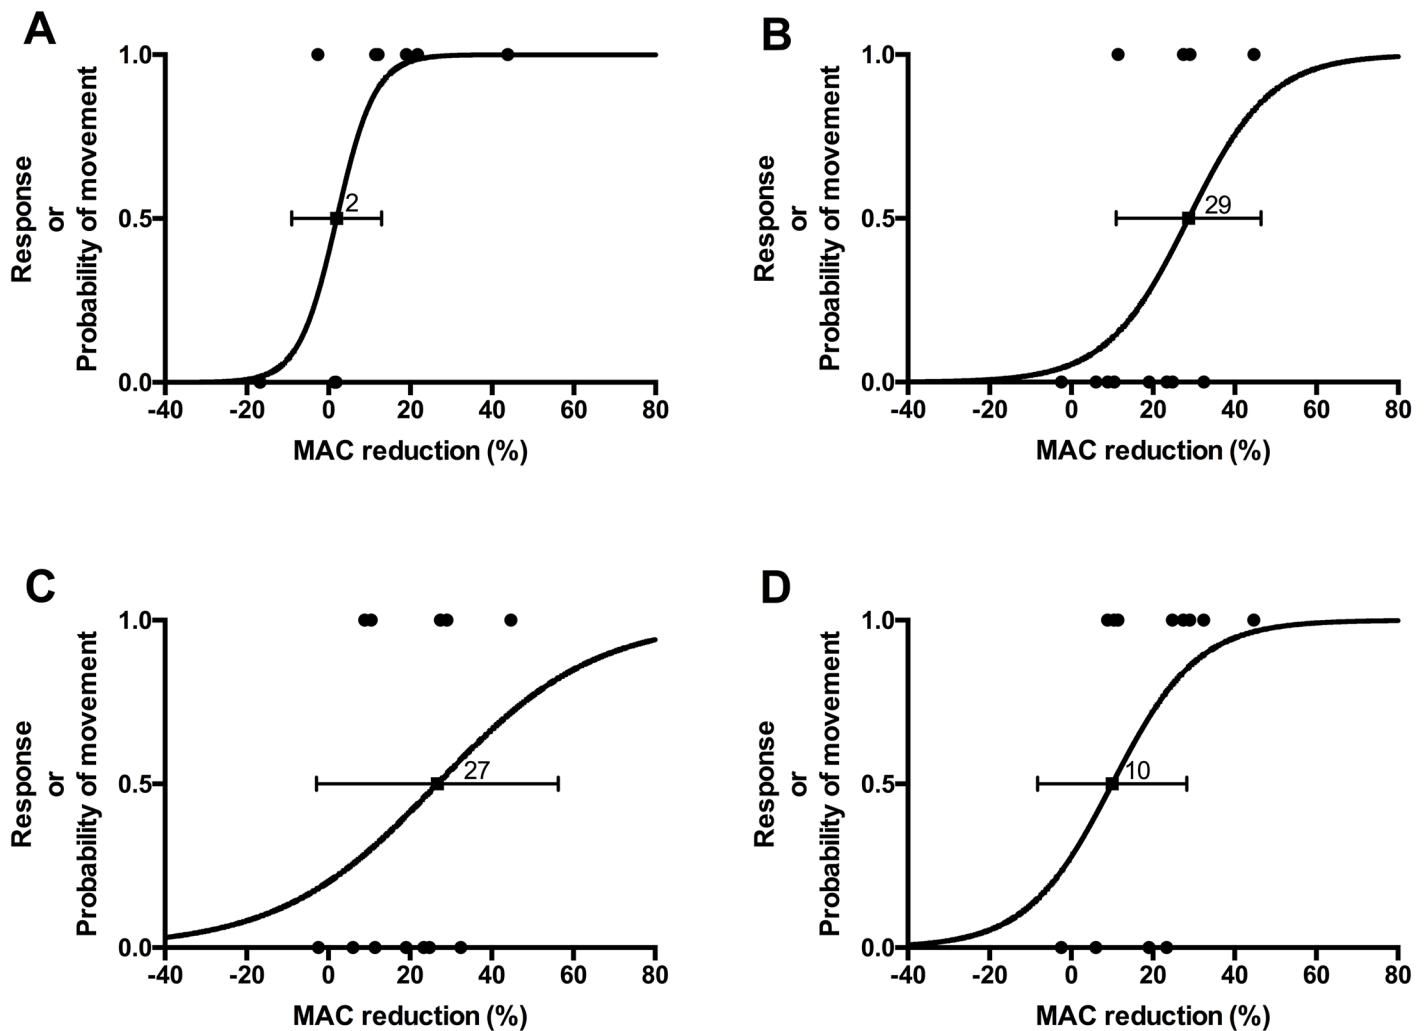 A
Response
or
Probability of movement
1.0
0.5
0.0
2
-40 -20 0 20 40 60 80
MAC reduction (%)
B
Response
or
Probability of movement
1.0
0.5
0.0
29
-40 -20 0 20 40 60 80
MAC reduction (%)
C
Response
or
Probability of movement
1.0
0.5
0.0
27
-40 -20 0 20 40 60 80
MAC reduction (%)
D
Response
or
Probability of movement
1.0
0.5
0.0
10
-40 -20 0 20 40 60 80
MAC reduction (%)